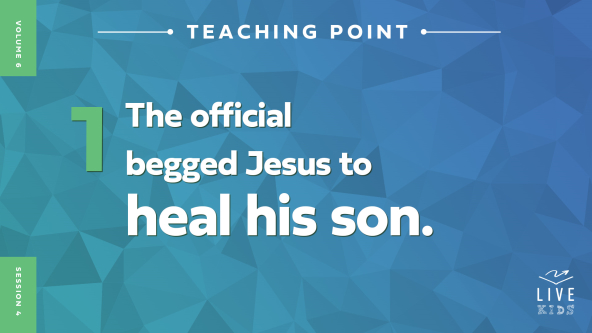 VOLUME 6
TEACHING POINT
1
The official
begged Jesus to
heal his son.
SESSION 4
LIVE
KIDS